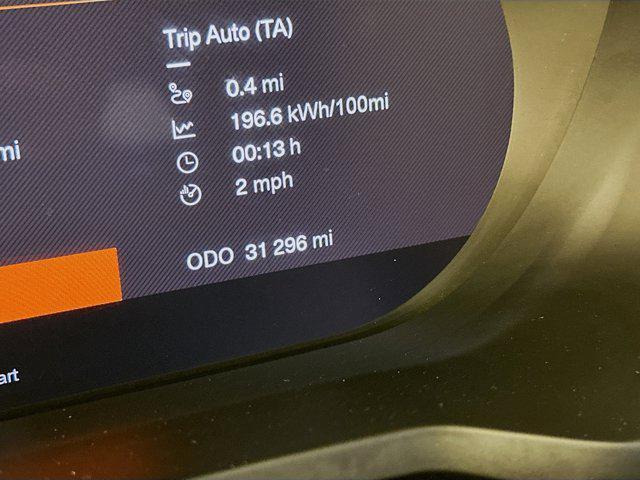 Trip Auto (TA)
0.4 mi
196.6 kWh/100mi
mi
00:13 h
2 mph
ODO 31 296 mi
art